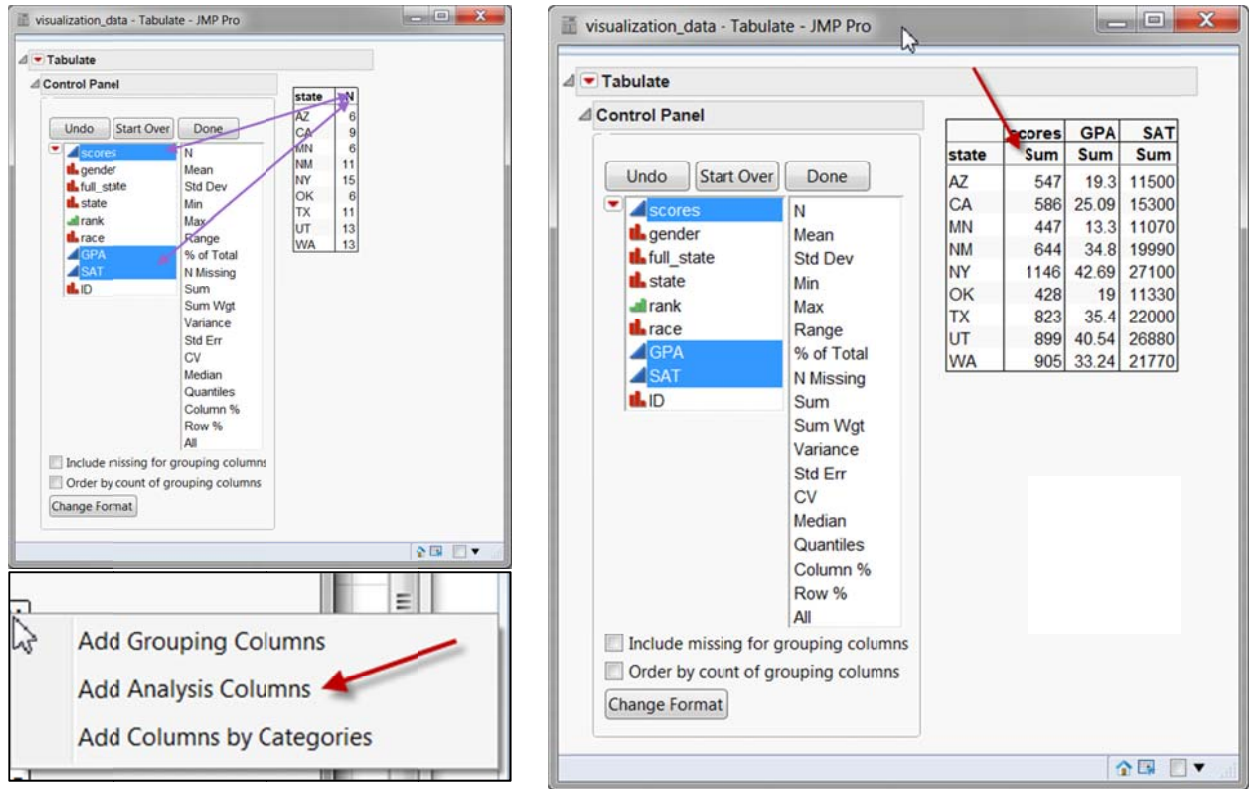 visualization_data - Tabulate - JMP Pro
Tabulate
Control Panel
Undo Start Over Done
scores
gender
full_state
state
rank
race
GPA
SAT
ID
N
Mean
Std Dev
Min
Max
Range
% of Total
N Missing
Sum
Sum Wgt
Variance
Std Err
CV
Median
Quantiles
Column %
Row %
All
Include missing for grouping columns
Order by count of grouping columns
Change Format
state N
AZ 6
CA 9
MN 6
NM 11
NY 15
OK 6
TX 11
UT 13
WA 13
Add Grouping Columns
Add Analysis Columns
Add Columns by Categories
visualization_data - Tabulate - JMP Pro
Tabulate
Control Panel
Undo Start Over Done
scores
gender
full_state
state
rank
race
GPA
SAT
ID
N
Mean
Std Dev
Min
Max
Range
% of Total
N Missing
Sum
Sum Wgt
Variance
Std Err
CV
Median
Quantiles
Column %
Row %
All
Include missing for grouping columns
Order by count of grouping columns
Change Format
scores GPA SAT
state Sum Sum Sum
AZ 547 19.3 11500
CA 586 25.09 15300
MN 447 13.3 11070
NM 644 34.8 19990
NY 1146 42.69 27100
OK 428 19 11330
TX 823 35.4 22000
UT 899 40.54 26880
WA 905 33.24 21770